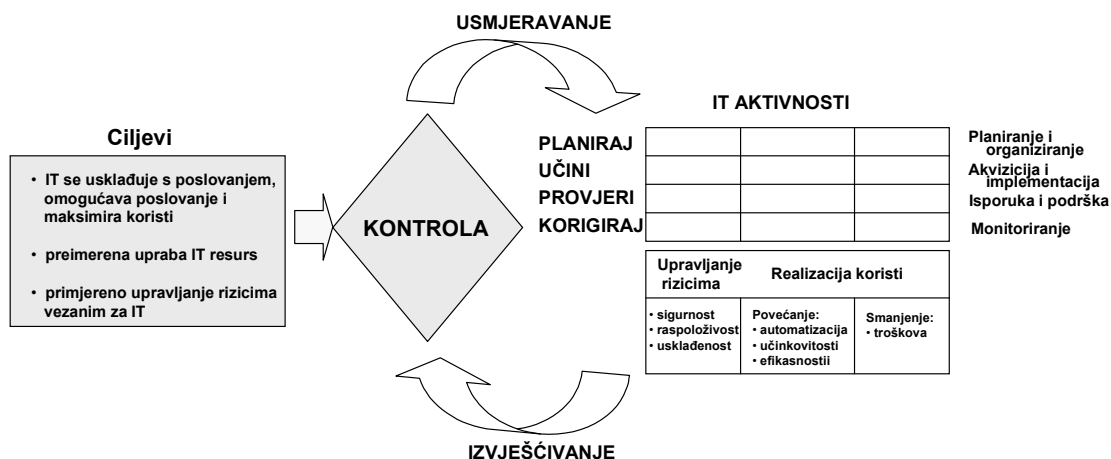 USMJERAVANJE
Ciljevi
• IT se usklađuje s poslovanjem,
omogućava poslovanje i
maksimira koristi
• preimerena upraba IT resurs
• primjereno upravljanje rizicima
vezanim za IT
KONTROLA
IT AKTIVNOSTI
PLANIRAJ
UČINI
PROVJERI
KORIGIRAJ
Planiranje i
organiziranje
Akvizicija i
implementacija
Isporuka i podrška
Monitoriranje
Upravljanje
rizicima
Realizacija koristi
• sigurnost
• raspoloživost
• usklađenost
Povećanje:
• automatizacija
• učinkovitosti
• efikasnostii
Smanjenje:
• troškova
IZVJEŠĆIVANJE